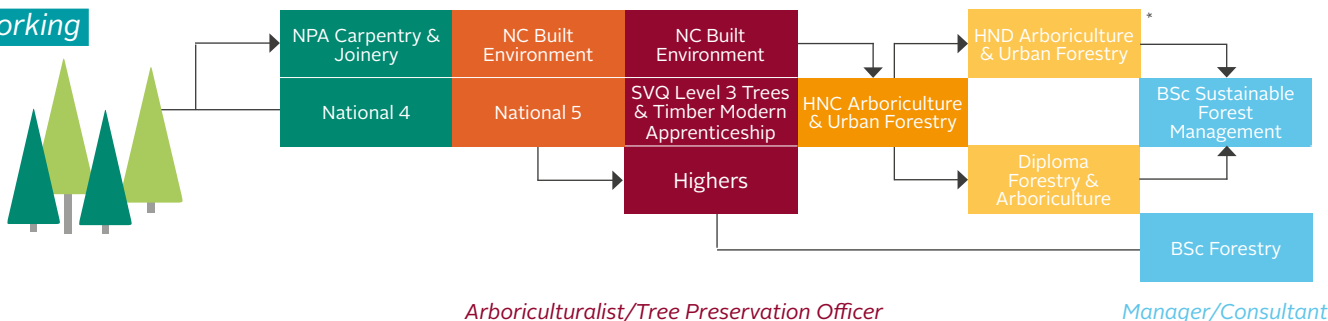 orking
NPA Carpentry &
Joinery
NC Built
Environment
NC Built
Environment
HND Arboriculture
& Urban Forestry
*
National 4
National 5
SVQ Level 3 Trees
& Timber Modern
Apprenticeship
HNC Arboriculture
& Urban Forestry
BSc Sustainable
Forest
Management
Highers
Diploma
Forestry &
Arboriculture
BSc Forestry
Arboriculturalist/Tree Preservation Officer
Manager/Consultant